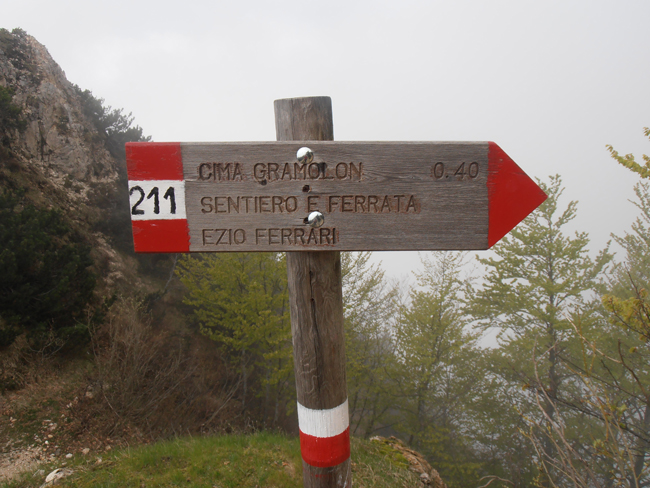 211
CIMA GRAMOLON 0.40
SENTIERO E FERRATA
EZIO FERRARI